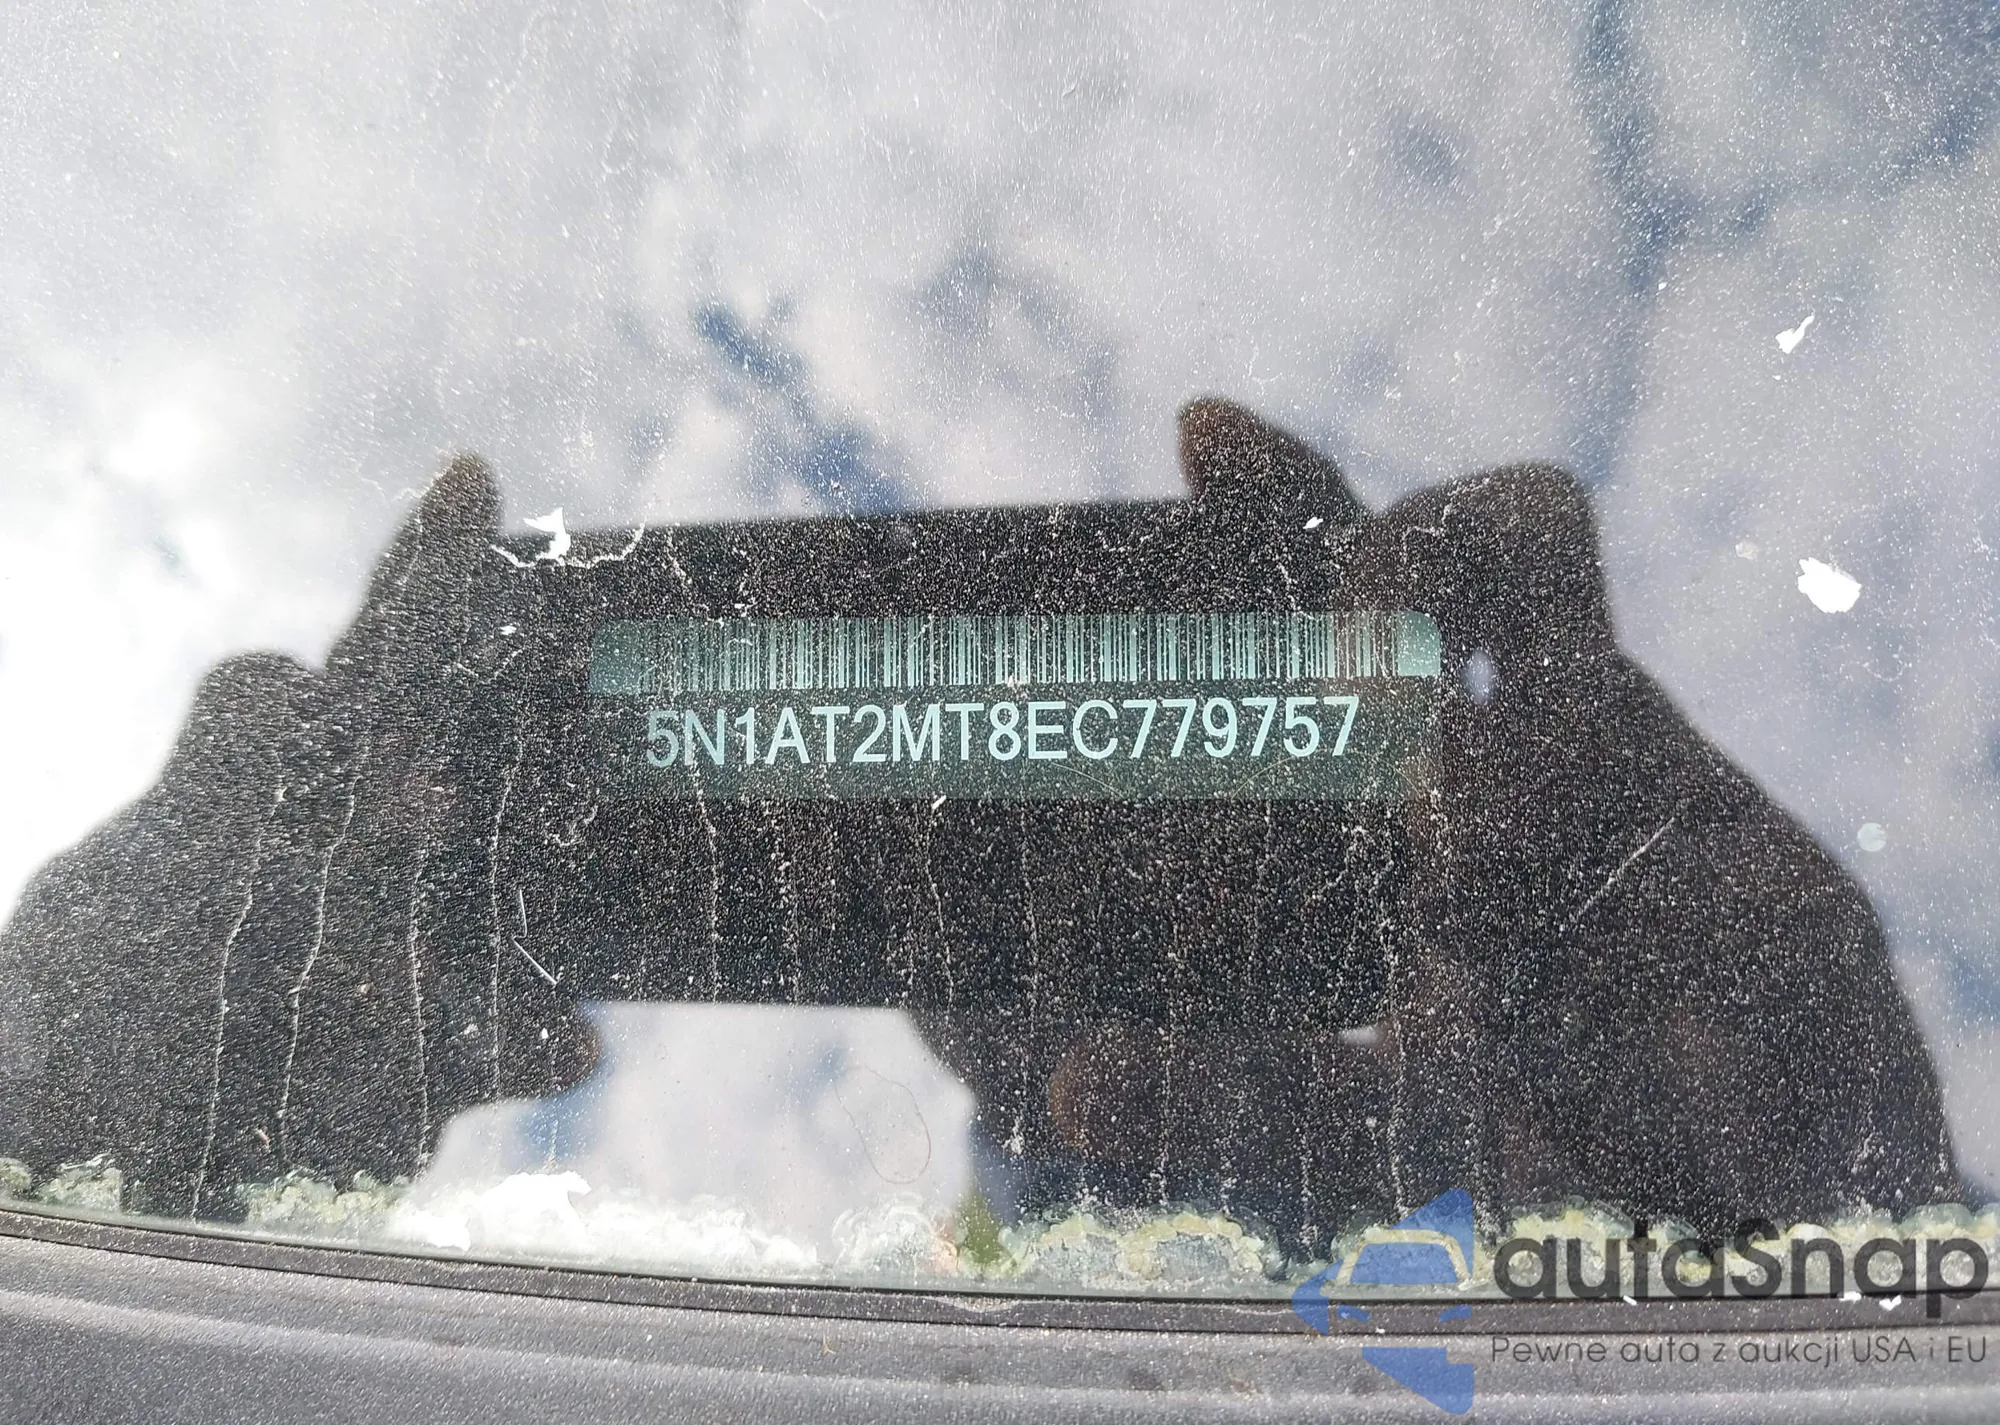 5N1AT2MT8EC779757
autaSnap
Pewne auta z aukcji USA i EU